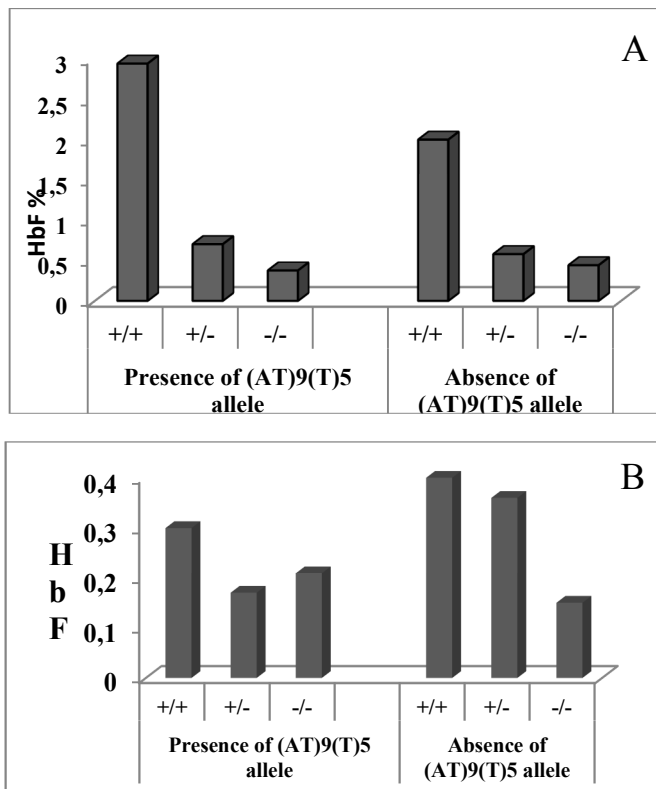 A
3
2,5
2
1,5
1
0,5
0
HbF %
+/+ +/- -/- +/+ +/- -/-
Presence of (AT)9(T)5 allele
Absence of (AT)9(T)5 allele
B
0,4
0,3
0,2
0,1
0
H
b
F
+/+ +/- -/- +/+ +/- -/-
Presence of (AT)9(T)5 allele
Absence of (AT)9(T)5 allele